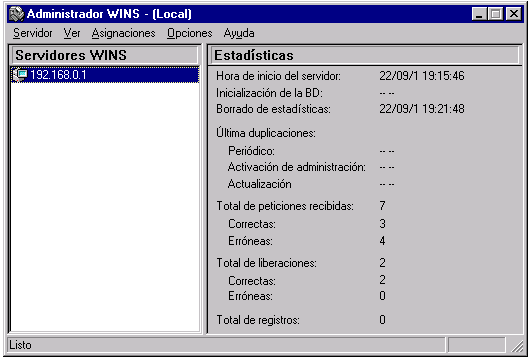 Administrador WINS - (Local)
Servidor Ver Asignaciones Opciones Ayuda
Servidores WINS
192.168.0.1
Estadísticas
Hora de inicio del servidor: 22/09/1 19:15:46
Inicialización de la BD: -- --
Borrado de estadísticas: 22/09/1 19:21:48
Última duplicaciones:
Periódico: -- --
Activación de administración: -- --
Actualización -- --
Total de peticiones recibidas: 7
Correctas: 3
Erróneas: 4
Total de liberaciones: 2
Correctas: 2
Erróneas: 0
Total de registros: 0
Listo